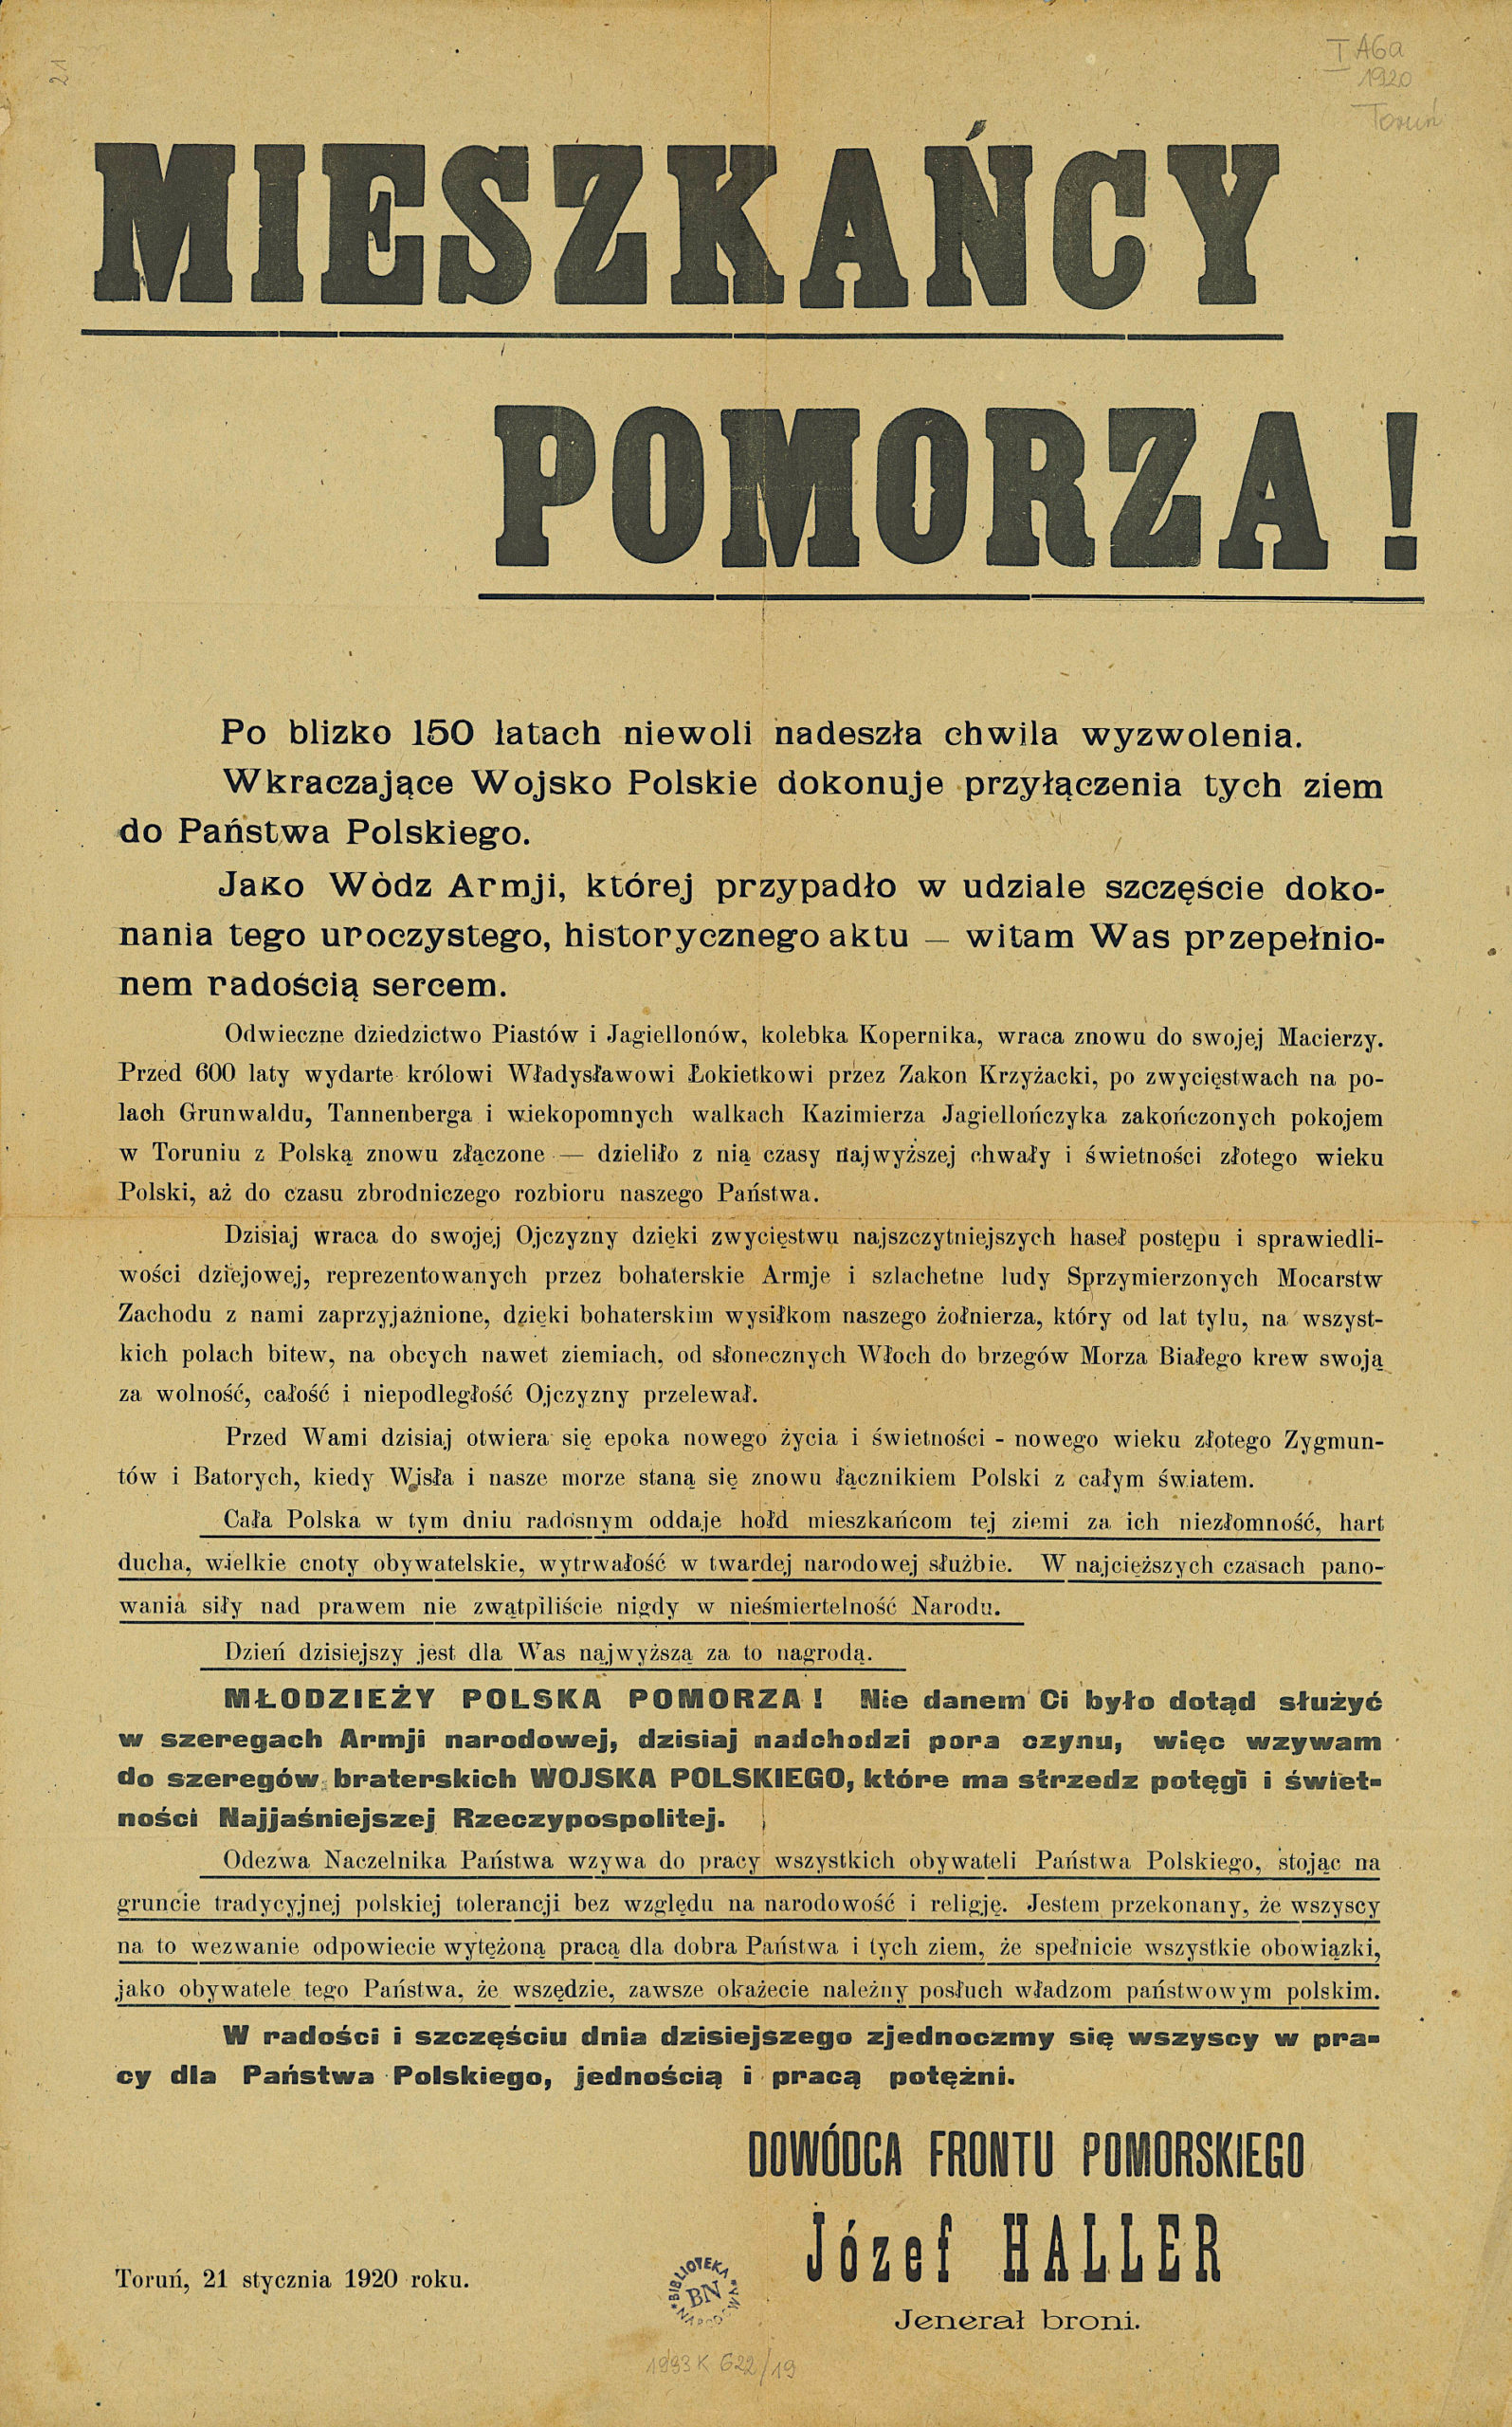 21
I A6a
1920
Toruń
MIESZKAŃCY
POMORZA !
Po blizko 150 latach niewoli nadeszła chwila wyzwolenia.
Wkraczające Wojsko Polskie dokonuje przyłączenia tych ziem
do Państwa Polskiego.
Jako Wòdz Armji, której przypadło w udziale szczęście doko-
nania tego uroczystego, historycznego aktu — witam Was przepełnio-
nem radością sercem.
Odwieczne dziedzictwo Piastów i Jagiellonów, kolebka Kopernika, wraca znowu do swojej Macierzy.
Przed 600 laty wydarte królowi Władysławowi Łokietkowi przez Zakon Krzyżacki, po zwycięstwach na po-
lach Grunwaldu, Tannenberga i wiekopomnych walkach Kazimierza Jagiellończyka zakończonych pokojem
w Toruniu z Polską znowu złączone — dzieliło z nią czasy najwyższej chwały i świetności złotego wieku
Polski, aż do czasu zbrodniczego rozbioru naszego Państwa.
Dzisiaj wraca do swojej Ojczyzny dzięki zwycięstwu najszczytniejszych haseł postępu i sprawiedli-
wości dziejowej, reprezentowanych przez bohaterskie Armje i szlachetne ludy Sprzymierzonych Mocarstw
Zachodu z nami zaprzyjaźnione, dzięki bohaterskim wysiłkom naszego żołnierza, który od lat tylu, na wszyst-
kich polach bitew, na obcych nawet ziemiach, od słonecznych Włoch do brzegów Morza Białego krew swoją
za wolność, całość i niepodległość Ojczyzny przelewał.
Przed Wami dzisiaj otwiera się epoka nowego życia i świetności - nowego wieku złotego Zygmun-
tów i Batorych, kiedy Wisła i nasze morze staną się znowu łącznikiem Polski z całym światem.
Cała Polska w tym dniu radosnym oddaje hołd mieszkańcom tej ziemi za ich niezłomność, hart
ducha, wielkie cnoty obywatelskie, wytrwałość w twardej narodowej służbie. W najcięższych czasach pano-
wania siły nad prawem nie zwątpiliście nigdy w nieśmiertelność Narodu.
Dzień dzisiejszy jest dla Was najwyższą za to nagrodą.
MŁODZIEŻY POLSKA POMORZA ! Nie danem Ci było dotąd służyć
w szeregach Armji narodowej, dzisiaj nadchodzi pora czynu, więc wzywam
do szeregów braterskich WOJSKA POLSKIEGO, które ma strzedz potęgi i świet-
ności Najjaśniejszej Rzeczypospolitej.
Odezwa Naczelnika Państwa wzywa do pracy wszystkich obywateli Państwa Polskiego, stojąc na
gruncie tradycyjnej polskiej tolerancji bez względu na narodowość i religję. Jestem przekonany, że wszyscy
na to wezwanie odpowiecie wytężoną pracą dla dobra Państwa i tych ziem, że spełnicie wszystkie obowiązki,
jako obywatele tego Państwa, że wszędzie, zawsze okażecie należny posłuch władzom państwowym polskim.
W radości i szczęściu dnia dzisiejszego zjednoczmy się wszyscy w pra-
cy dla Państwa Polskiego, jednością i pracą potężni.
DOWÓDCA FRONTU POMORSKIEGO
Józef HALLER
Jenerał broni.
Toruń, 21 stycznia 1920 roku.
BIBLIOTEKA
BN
1983 K 622/19